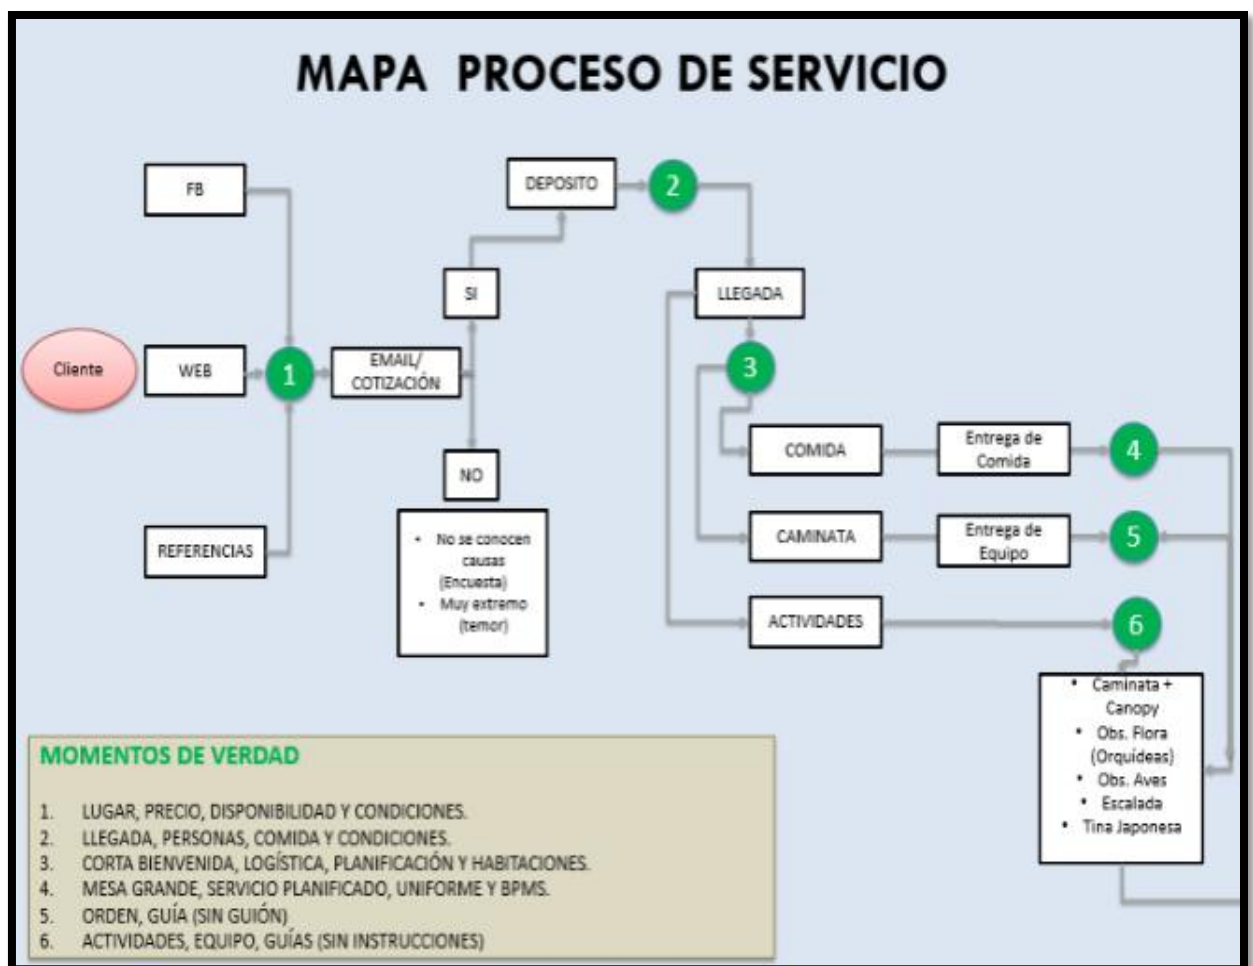 MAPA PROCESO DE SERVICIO
FB
DEPOSITO
2
SI
LLEGADA
Cliente
WEB
1
EMAIL/
COTIZACIÓN
3
COMIDA
Entrega de
Comida
4
NO
CAMINATA
Entrega de
Equipo
5
REFERENCIAS
• No se conocen
causas
(Encuesta)
• Muy extremo
(temor)
ACTIVIDADES
6
• Caminata +
Canopy
• Obs. Flora
(Orquídeas)
• Obs. Aves
• Escalada
• Tina Japonesa
MOMENTOS DE VERDAD
1. LUGAR, PRECIO, DISPONIBILIDAD Y CONDICIONES.
2. LLEGADA, PERSONAS, COMIDA Y CONDICIONES.
3. CORTA BIENVENIDA, LOGÍSTICA, PLANIFICACIÓN Y HABITACIONES.
4. MESA GRANDE, SERVICIO PLANIFICADO, UNIFORME Y BPMS.
5. ORDEN, GUÍA (SIN GUIÓN)
6. ACTIVIDADES, EQUIPO, GUÍAS (SIN INSTRUCCIONES)